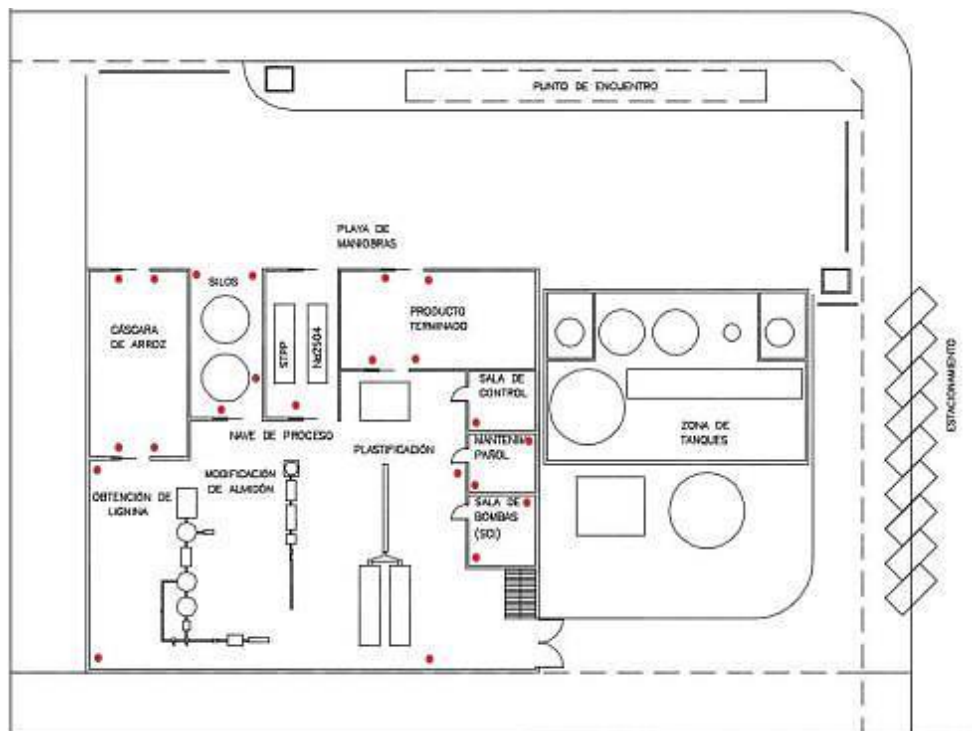 PUNTO DE ENCUENTRO
PLAYA DE
MANIOBRAS
SILOS
CÁSCARA
DE ARROZ
STPP
Na2SO4
PRODUCTO
TERMINADO
SALA DE
CONTROL
ZONA DE
TANQUES
ESTACIONAMIENTO
NAVE DE PROCESO
PLASTIFICACIÓN
MANTENIM
PAÑOL
MODIFICACIÓN
DE ALMIDÓN
OBTENCIÓN DE
LIGNINA
SALA DE
BOMBAS
(SCI)